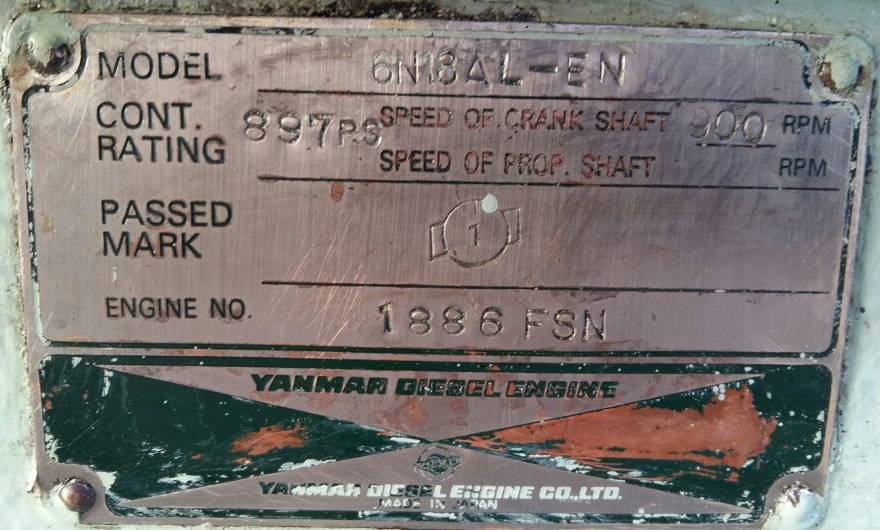 MODEL 6N18AL-EN
CONT. RATING 897PS SPEED OF CRANK SHAFT 900 RPM
SPEED OF PROP. SHAFT RPM
PASSED MARK 1
ENGINE NO. 1886 FSN
YANMAR DIESEL ENGINE
YANMAR DIESEL ENGINE CO.,LTD.
MADE IN JAPAN